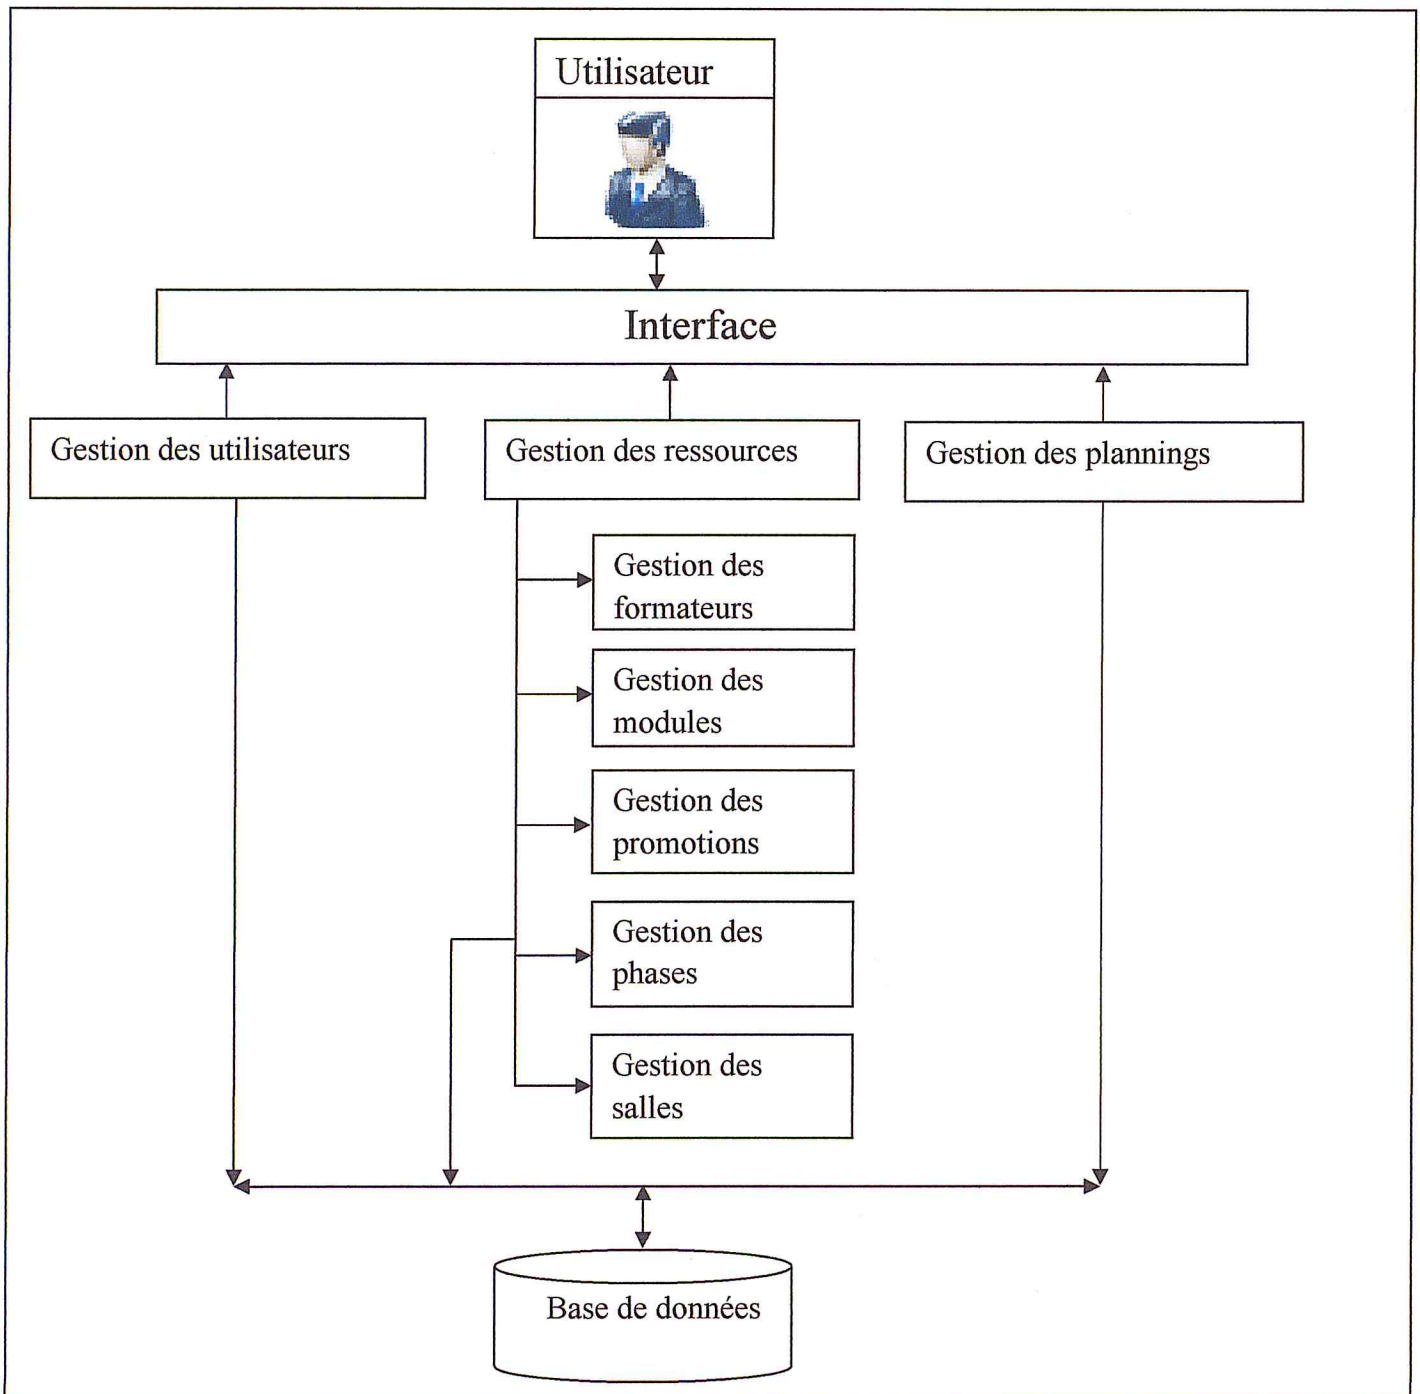 Utilisateur
Interface
Gestion des utilisateurs
Gestion des ressources
Gestion des plannings
Gestion des
formateurs
Gestion des
modules
Gestion des
promotions
Gestion des
phases
Gestion des
salles
Base de données